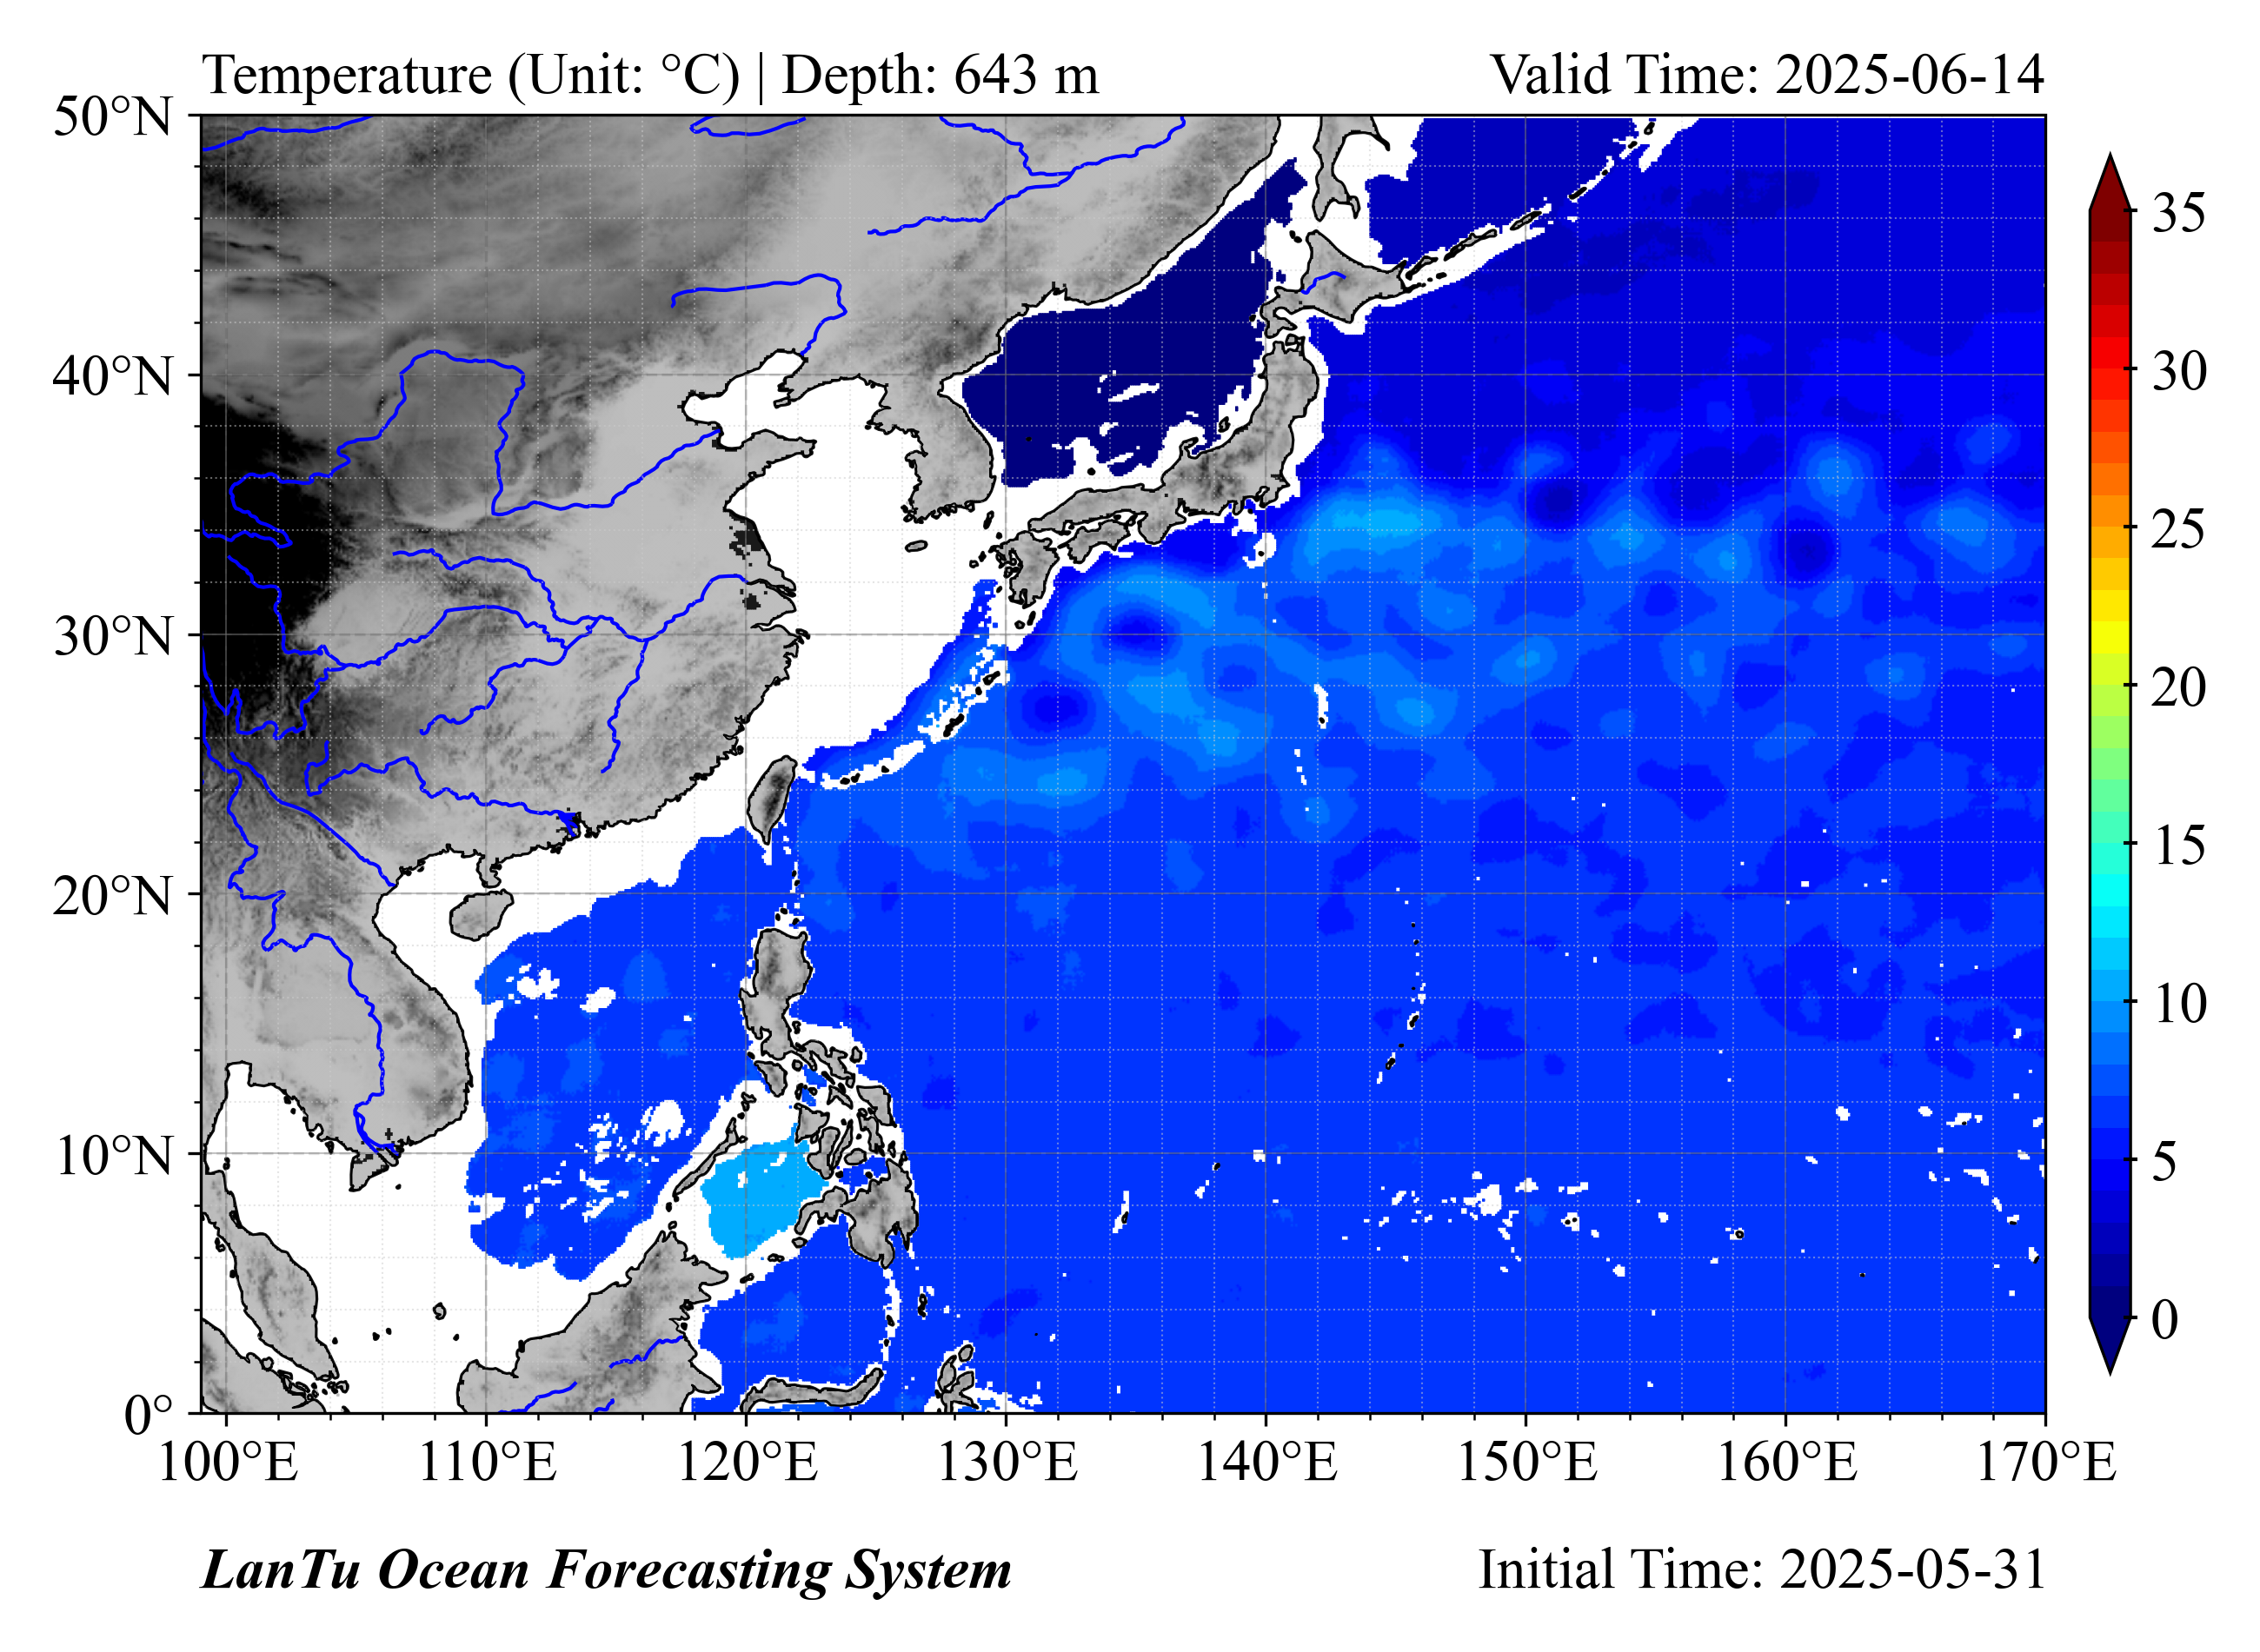 Temperature (Unit: °C) | Depth: 643 m
Valid Time: 2025-06-14
50°N
40°N
30°N
20°N
10°N
0°
100°E
110°E
120°E
130°E
140°E
150°E
160°E
170°E
35
30
25
20
15
10
5
0
LanTu Ocean Forecasting System
Initial Time: 2025-05-31